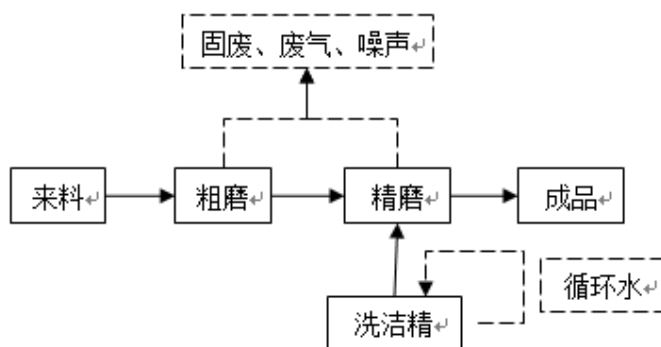 固废、废气、噪声
来料
粗磨
精磨
成品
循环水
洗洁精